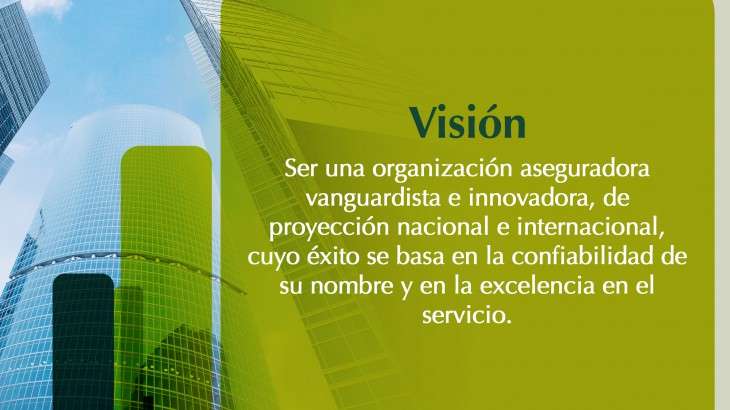 Visión
Ser una organización aseguradora
vanguardista e innovadora, de
proyección nacional e internacional,
cuyo éxito se basa en la confiabilidad de
su nombre y en la excelencia en el
servicio.